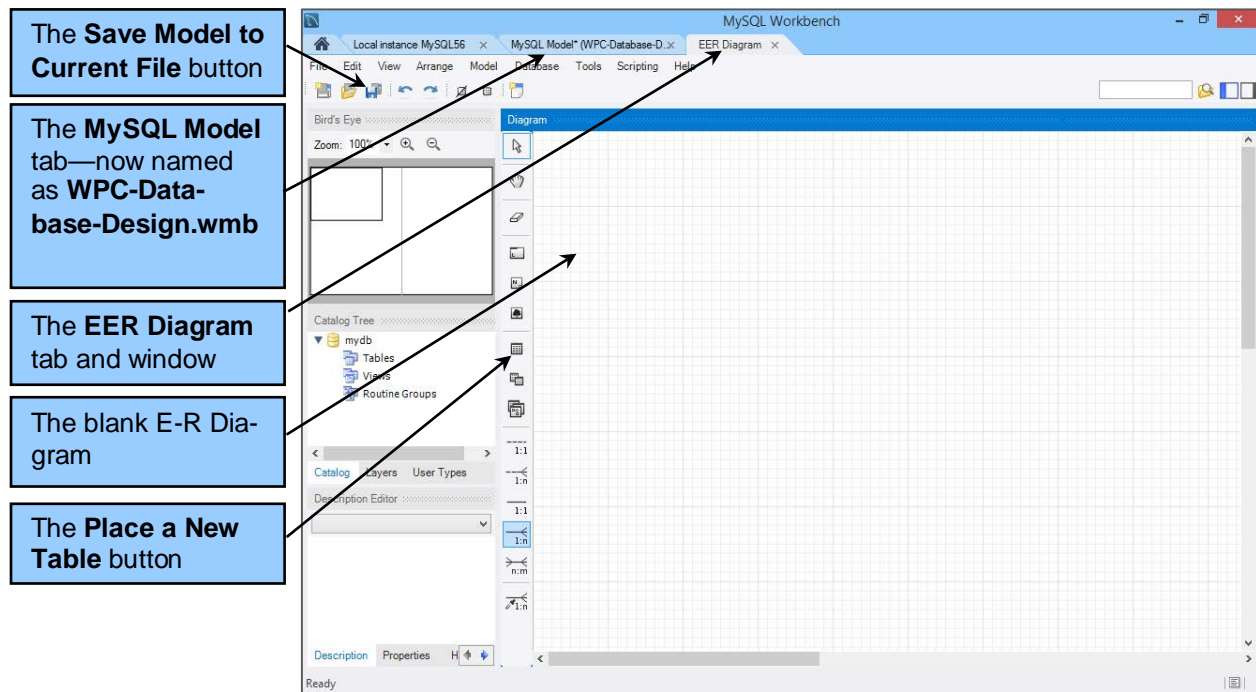 The Save Model to
Current File button
The MySQL Model
tab—now named
as WPC-Data-
base-Design.wmb
The EER Diagram
tab and window
The blank E-R Dia-
gram
The Place a New
Table button
MySQL Workbench
Local instance MySQL56
MySQL Model* (WPC-Database-D..
EER Diagram
File Edit View Arrange Model Database Tools Scripting Help
Bird's Eye
Diagram
Zoom: 100%
Catalog Tree
mydb
Tables
Views
Routine Groups
Catalog Layers User Types
Description Editor
1:1
1:n
1:1
1:n
n:m
1:n
Description Properties H
Ready